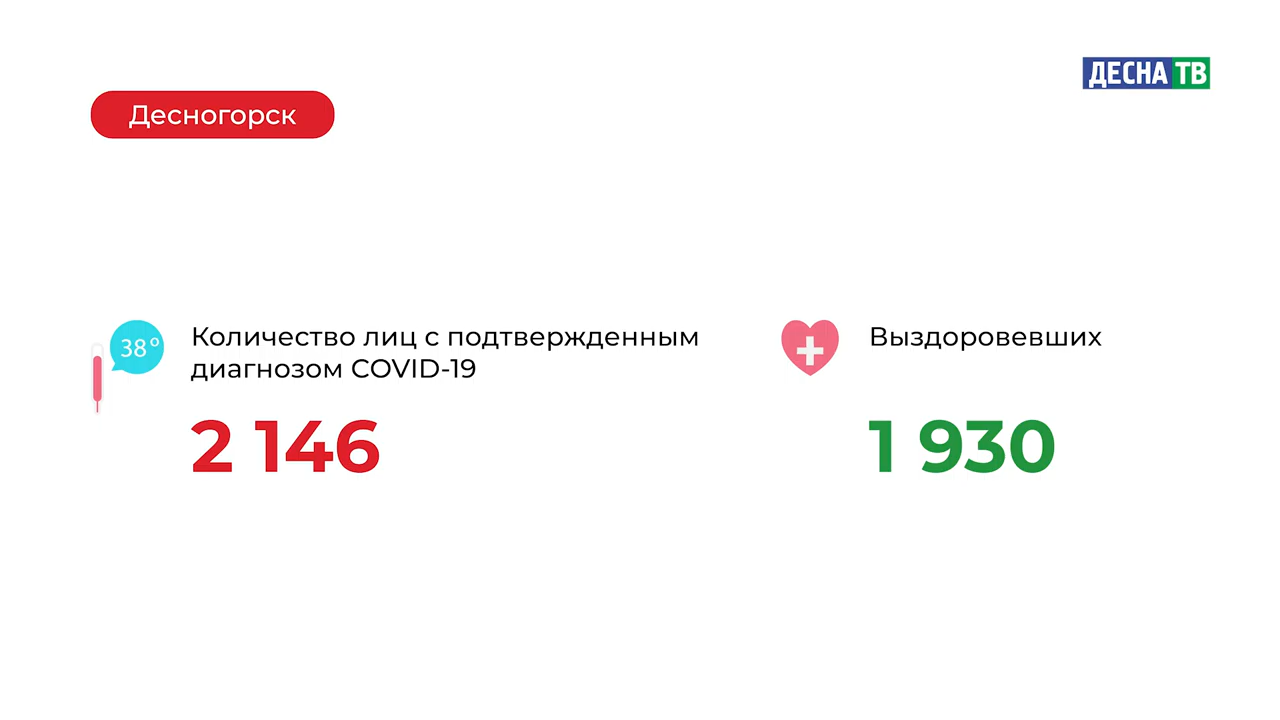 ДЕСНА ТВ
Десногорск
38°
Количество лиц с подтвержденным
диагнозом COVID-19
2 146
Выздоровевших
1 930